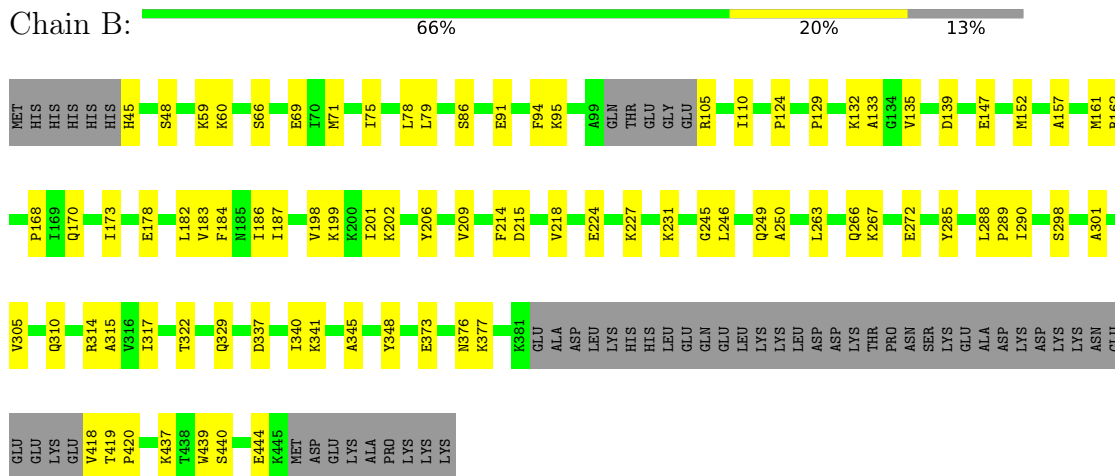 Chain B:
66% 20% 13%
MET HIS HIS HIS HIS HIS H45 S48 K59 K60 S66 E69 I70 M71 I75 L78 L79 S86 E91 F94 K95 A99 GLN THR GLU GLY GLU R105 I110 P124 P129 K132 A133 G134 V135 D139 E147 M152 A157 M161
P168 I169 Q170 I173 E178 L182 V183 F184 N185 I186 I187 V198 K199 K200 I201 K202 Y206 V209 F214 D215 V218 E224 K227 K231 G245 L246 Q249 A250 L263 Q266 K267 E272 Y285 L288 P289 I290 S298 A301
V305 Q310 R314 A315 V316 I317 T322 Q329 D337 I340 K341 A345 Y348 E373 N376 K377 K381 GLU ALA ASP LEU LYS HIS HIS LEU GLU GLN GLU LEU LYS LYS LEU ASP ASP LYS THR PRO ASN SER LYS GLU ALA ASP LYS ASP LYS LYS ASN GLU
GLU GLU LYS GLU V418 T419 P420 K437 T438 W439 S440 E444 K445 MET ASP GLU LYS ALA PRO LYS LYS LYS